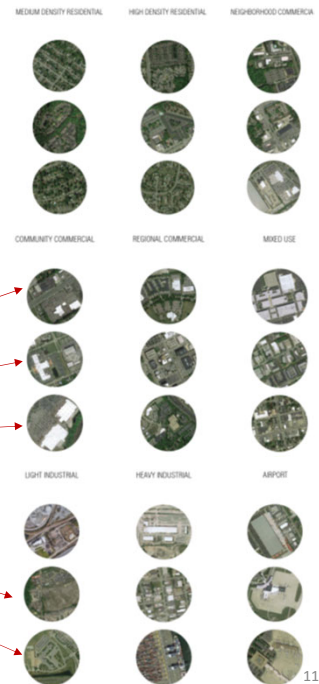 MEDIUM DENSITY RESIDENTIAL HIGH DENSITY RESIDENTIAL NEIGHBORHOOD COMMERCIA
COMMUNITY COMMERCIAL REGIONAL COMMERCIAL MIXED USE
LIGHT INDUSTRIAL HEAVY INDUSTRIAL AIRPORT
11